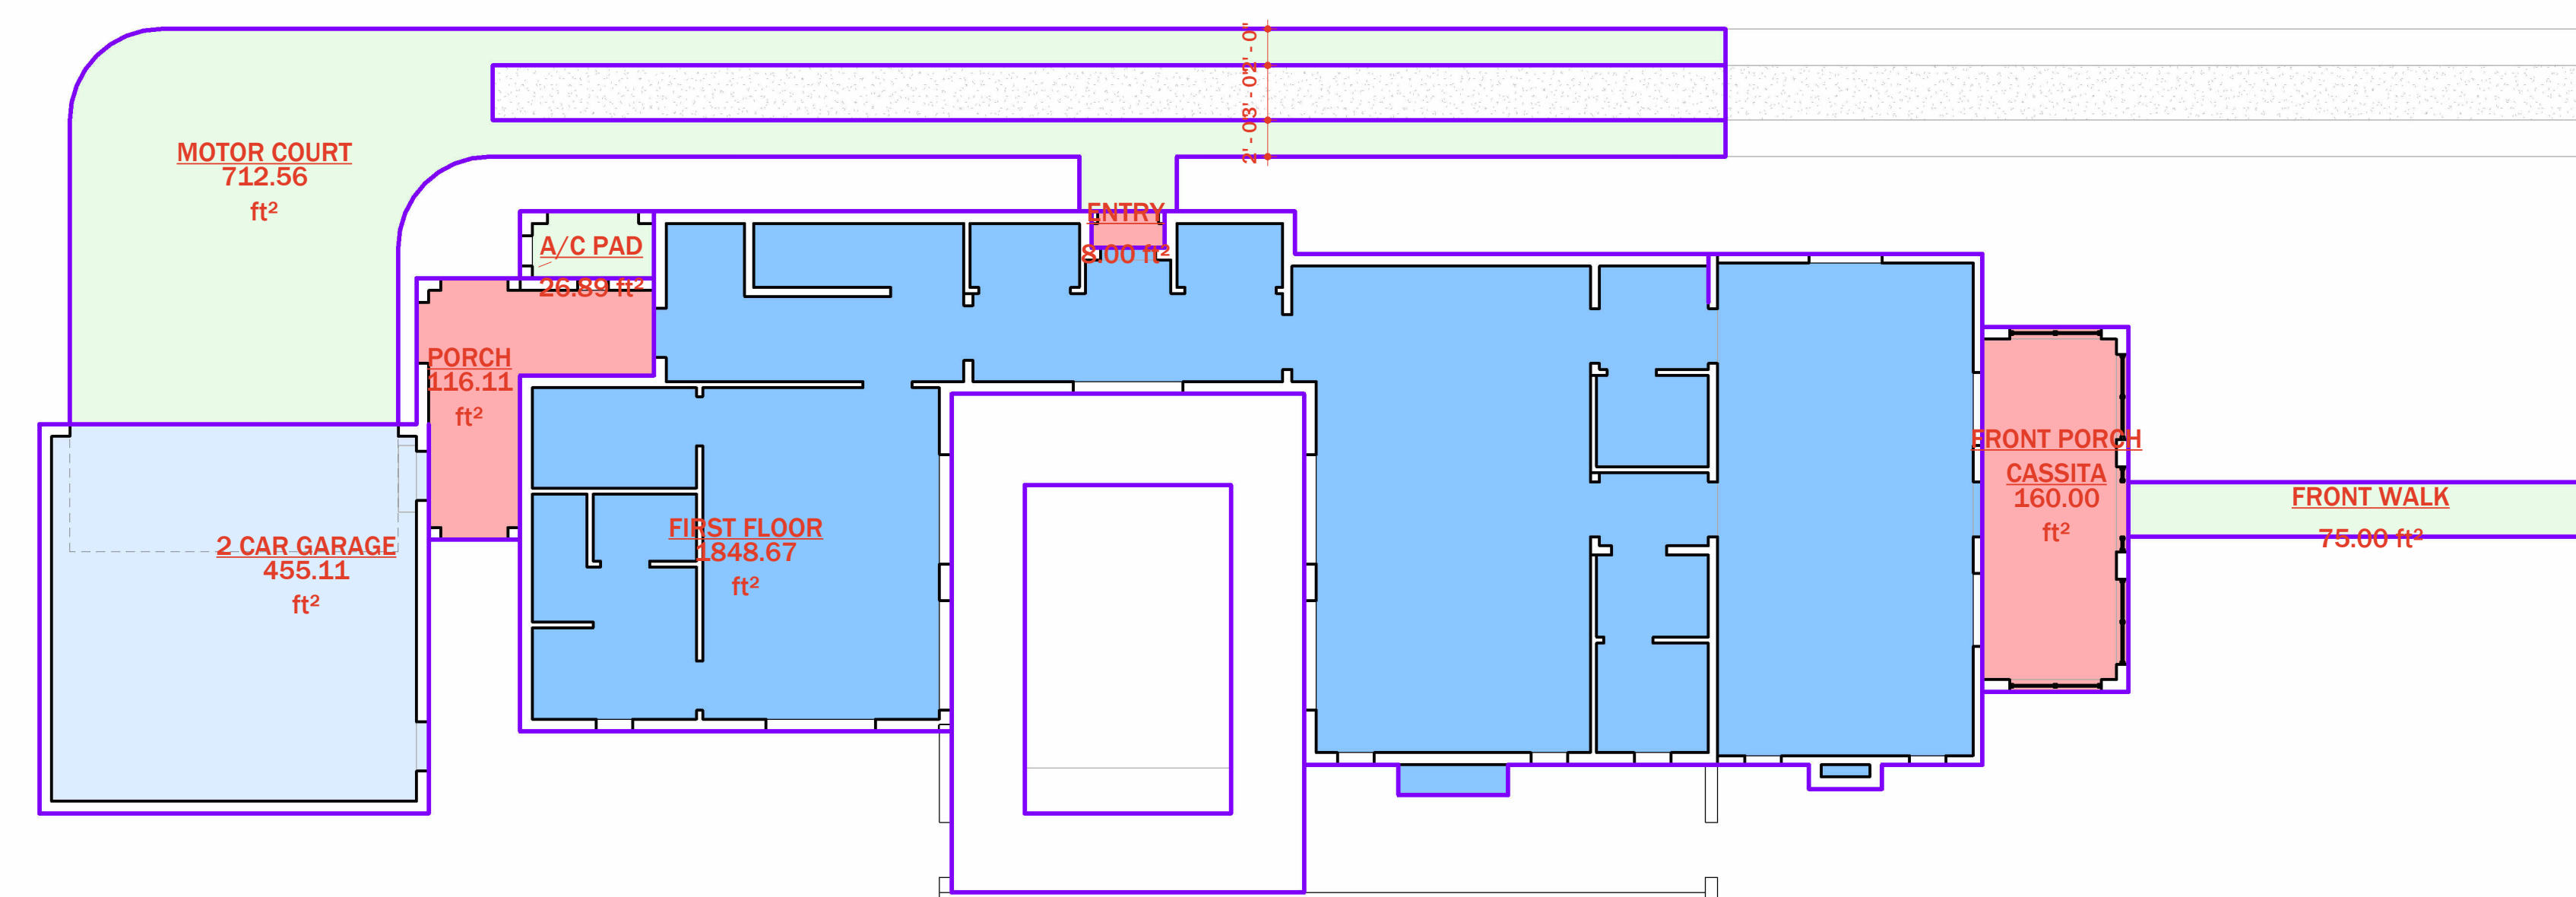 2' - 0" 3' - 0" 2' - 0"
MOTOR COURT
712.56
ft²
ENTRY
8.00 ft²
A/C PAD
26.89 ft²
PORCH
116.11
ft²
2 CAR GARAGE
455.11
ft²
FIRST FLOOR
1848.67
ft²
FRONT PORCH
CASSITA
160.00
ft²
FRONT WALK
75.00 ft²